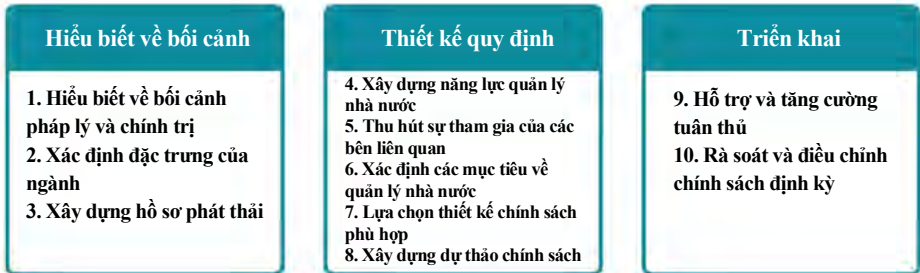 Hiểu biết về bối cảnh
1. Hiểu biết về bối cảnh
pháp lý và chính trị
2. Xác định đặc trưng của
ngành
3. Xây dựng hồ sơ phát thải
Thiết kế quy định
4. Xây dựng năng lực quản lý
nhà nước
5. Thu hút sự tham gia của các
bên liên quan
6. Xác định các mục tiêu về
quản lý nhà nước
7. Lựa chọn thiết kế chính sách
phù hợp
8. Xây dựng dự thảo chính sách
Triển khai
9. Hỗ trợ và tăng cường
tuân thủ
10. Rà soát và điều chỉnh
chính sách định kỳ